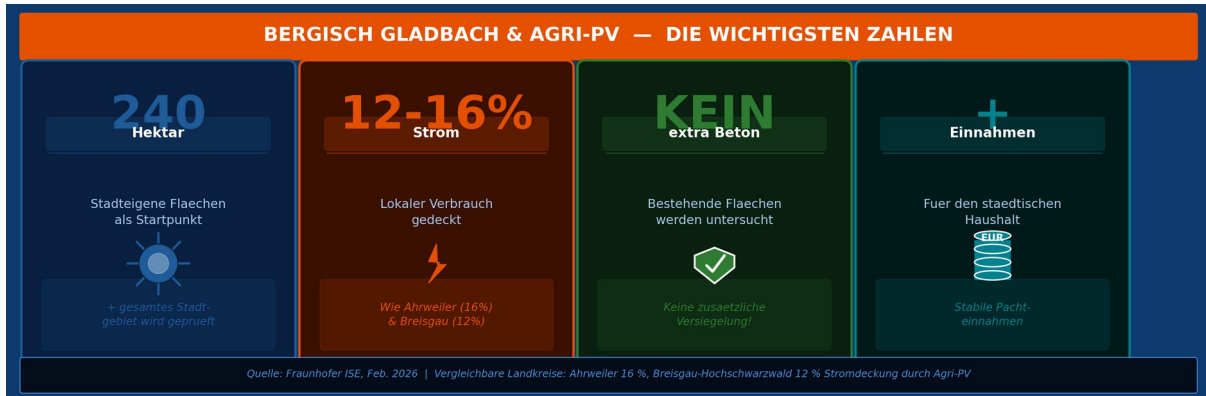 BERGISCH GLADBACH & AGRI-PV — DIE WICHTIGSTEN ZAHLEN
240
Hektar
Stadteigene Flaechen
als Startpunkt
+ gesamtes Stadt-
gebiet wird geprueft
12-16%
Strom
Lokaler Verbrauch
gedeckt
Wie Ahrweiler (16%)
& Breisgau (12%)
KEIN
extra Beton
Bestehende Flaechen
werden untersucht
Keine zusaetzliche
Versiegelung!
+
Einnahmen
Fuer den staedtischen
Haushalt
EUR
Stabile Pacht-
einnahmen
Quelle: Fraunhofer ISE, Feb. 2026 | Vergleichbare Landkreise: Ahrweiler 16 %, Breisgau-Hochschwarzwald 12 % Stromdeckung durch Agri-PV